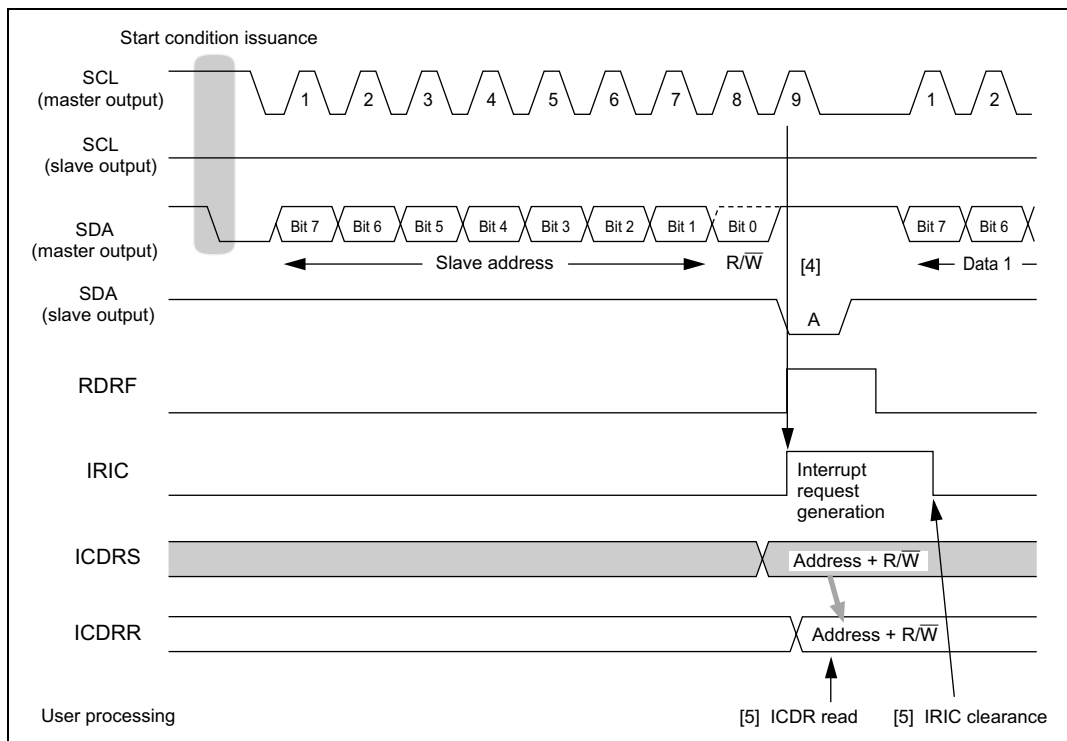 Start condition issuance
SCL
(master output)
1 2 3 4 5 6 7 8 9 1 2
SCL
(slave output)
SDA
(master output)
Bit 7 Bit 6 Bit 5 Bit 4 Bit 3 Bit 2 Bit 1 Bit 0 Bit 7 Bit 6
Slave address R/W̅ [4] Data 1
SDA
(slave output)
A
RDRF
IRIC
Interrupt
request
generation
ICDRS
Address + R/W̅
ICDRR
Address + R/W̅
User processing
[5] ICDR read
[5] IRIC clearance